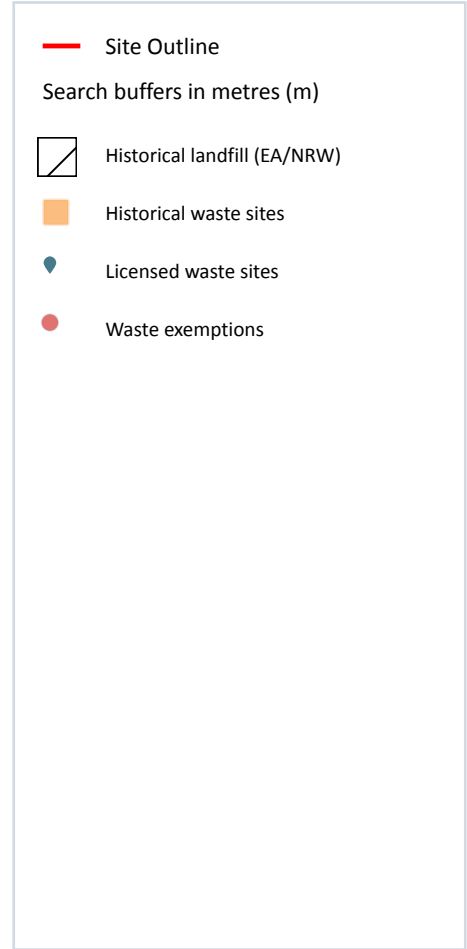 Site Outline
Search buffers in metres (m)
Historical landfill (EA/NRW)
Historical waste sites
Licensed waste sites
Waste exemptions